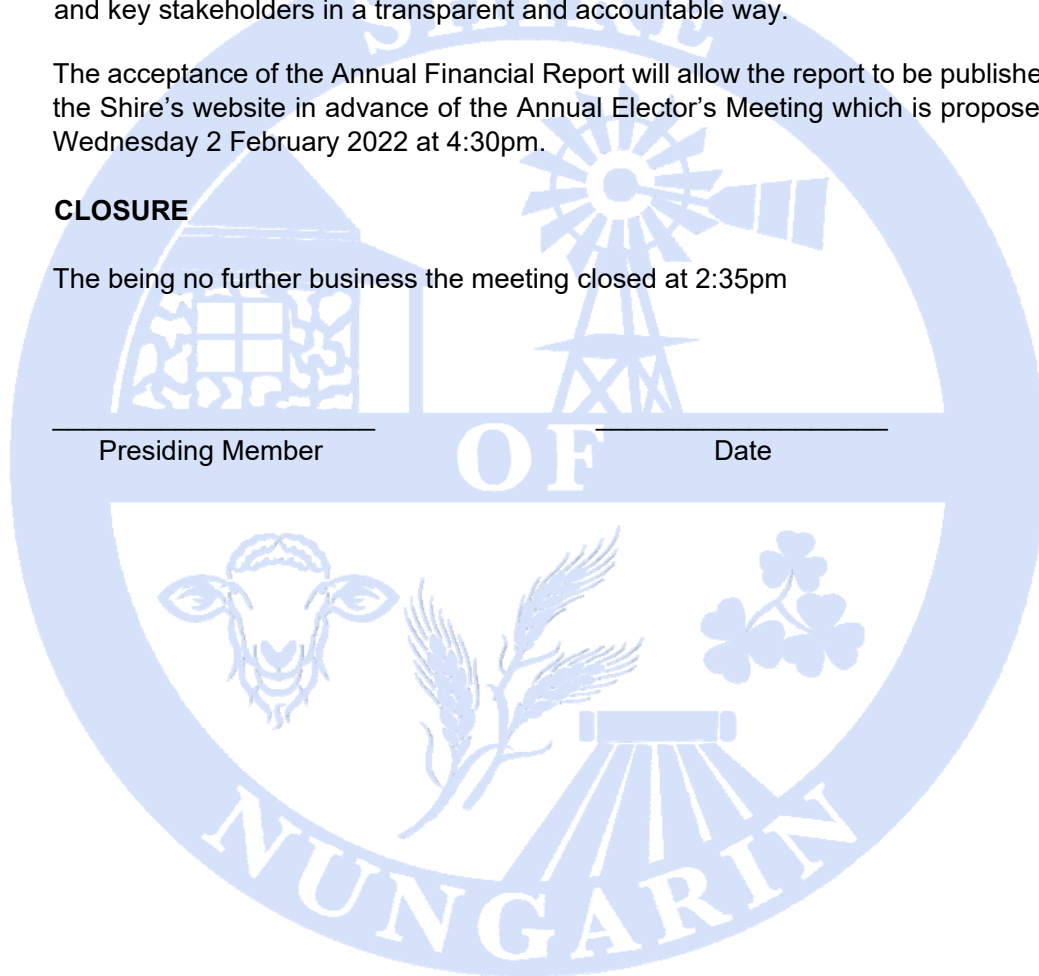 and key stakeholders in a transparent and accountable way.
The acceptance of the Annual Financial Report will allow the report to be publishe
the Shire’s website in advance of the Annual Elector’s Meeting which is propose
Wednesday 2 February 2022 at 4:30pm.
CLOSURE
The being no further business the meeting closed at 2:35pm
Presiding Member Date
SHIRE
OF
NUNGARIN